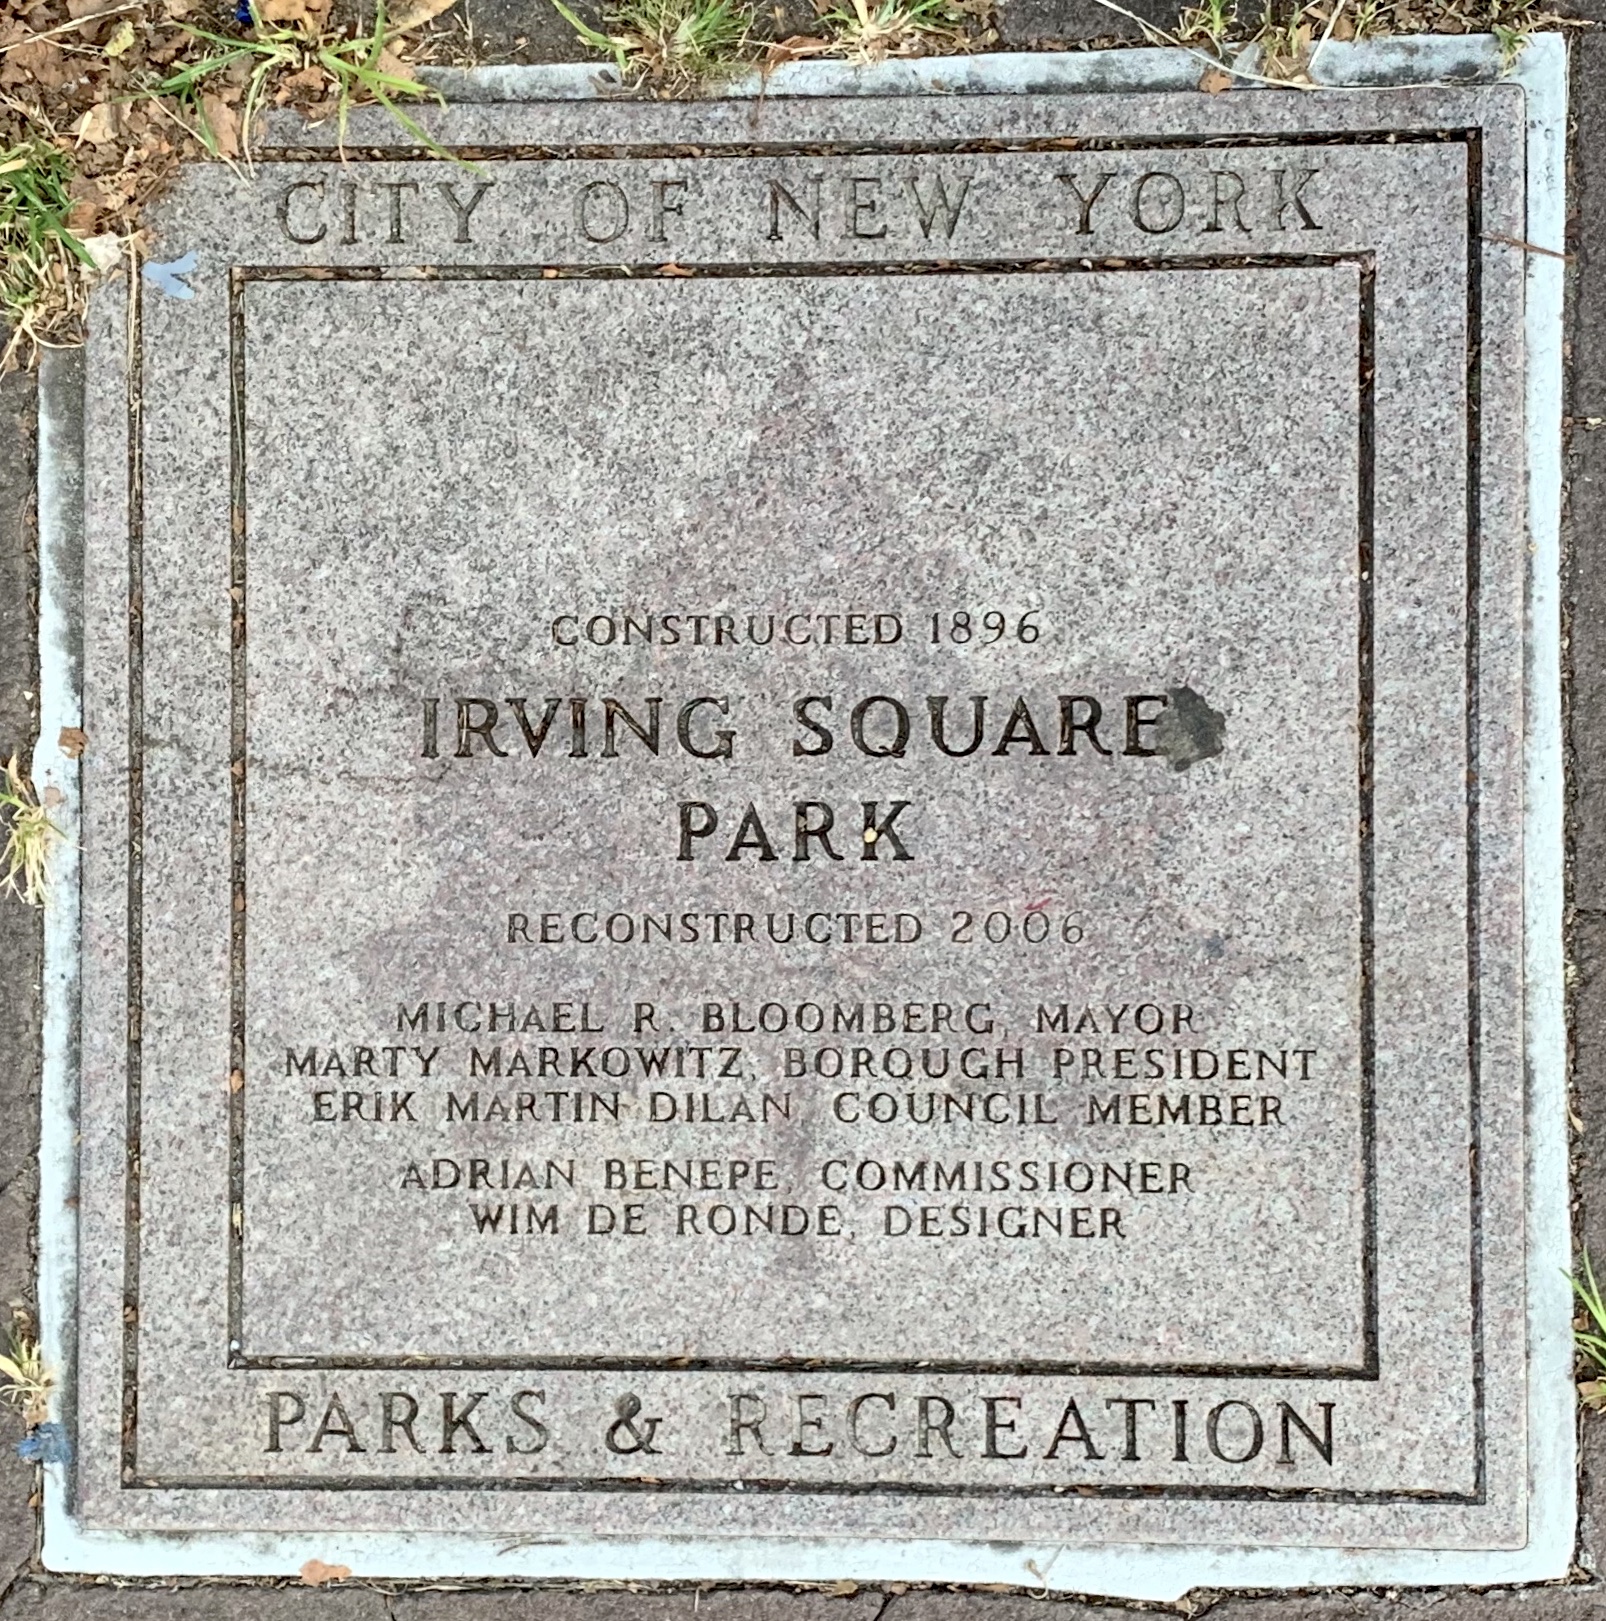 CITY OF NEW YORK
CONSTRUCTED 1896
IRVING SQUARE
PARK
RECONSTRUCTED 2006
MICHAEL R. BLOOMBERG, MAYOR
MARTY MARKOWITZ, BOROUGH PRESIDENT
ERIK MARTIN DILAN, COUNCIL MEMBER
ADRIAN BENEPE, COMMISSIONER
WIM DE RONDE, DESIGNER
PARKS & RECREATION